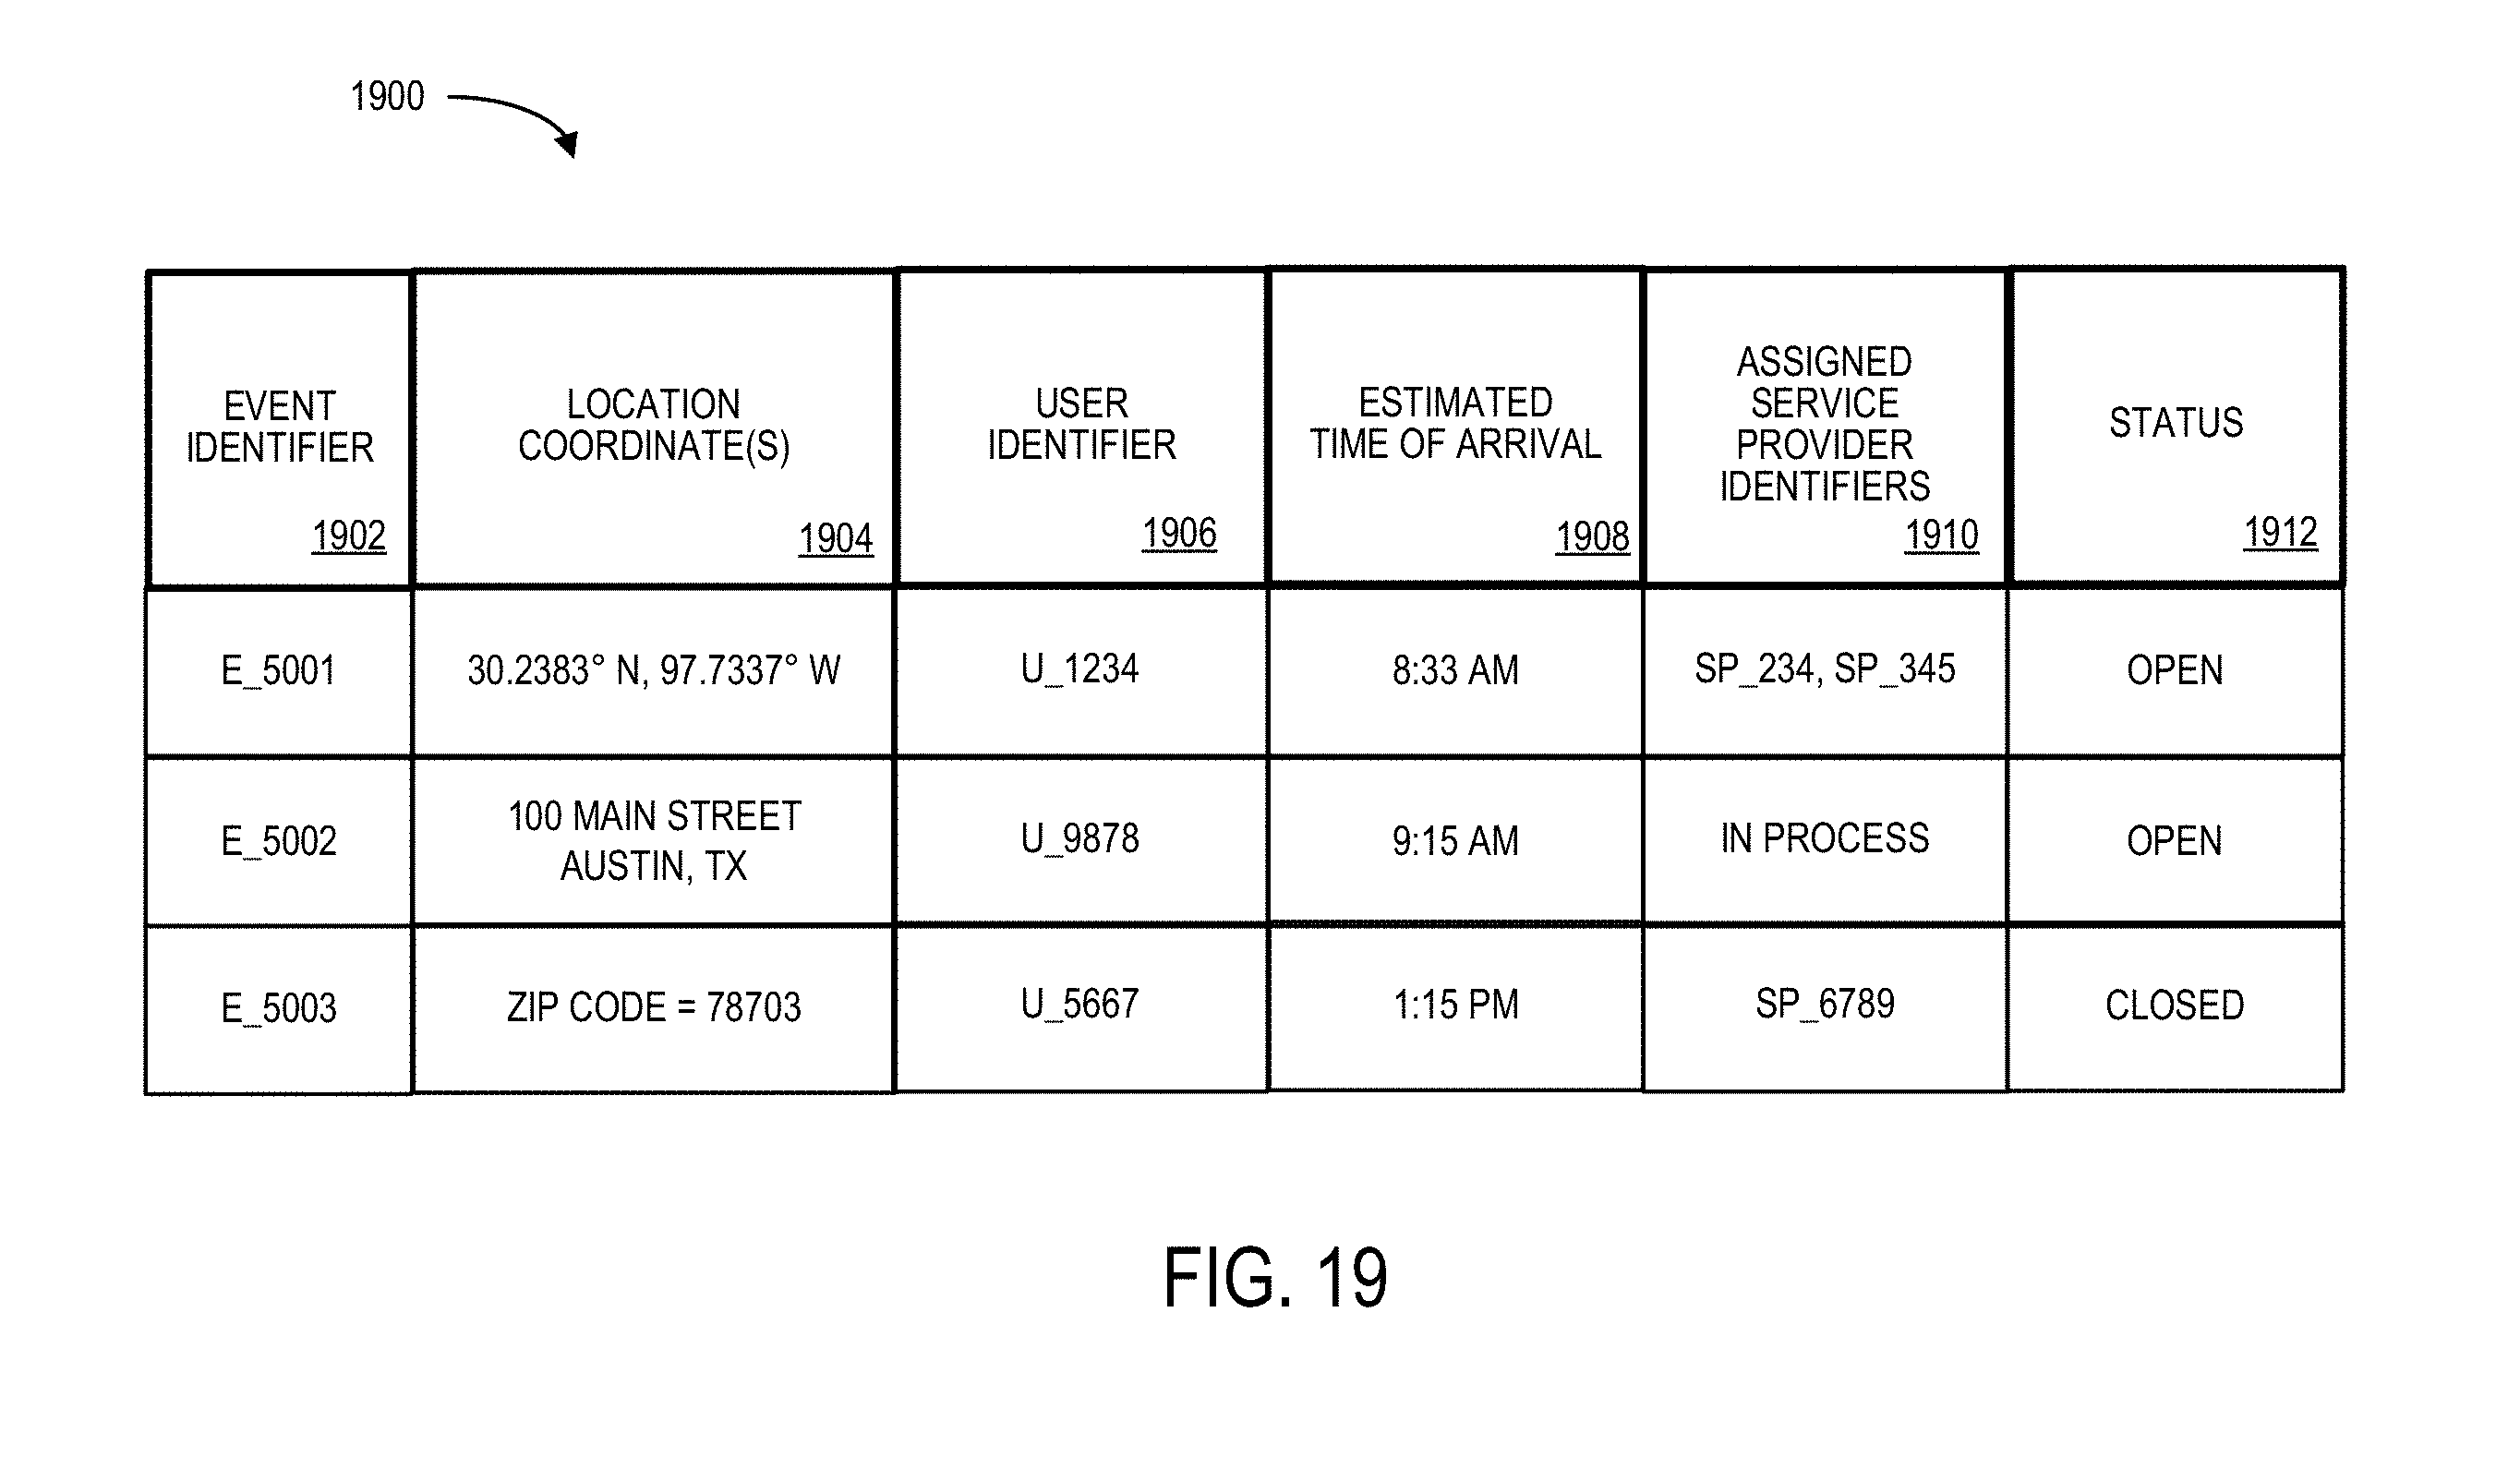 1900
EVENT
IDENTIFIER
1902
LOCATION
COORDINATE(S)
1904
USER
IDENTIFIER
1906
ESTIMATED
TIME OF ARRIVAL
1908
ASSIGNED
SERVICE
PROVIDER
IDENTIFIERS
1910
STATUS
1912
E_5001
30.2383° N, 97.7337° W
U_1234
8:33 AM
SP_234, SP_345
OPEN
E_5002
100 MAIN STREET
AUSTIN, TX
U_9878
9:15 AM
IN PROCESS
OPEN
E_5003
ZIP CODE = 78703
U_5667
1:15 PM
SP_6789
CLOSED
FIG. 19